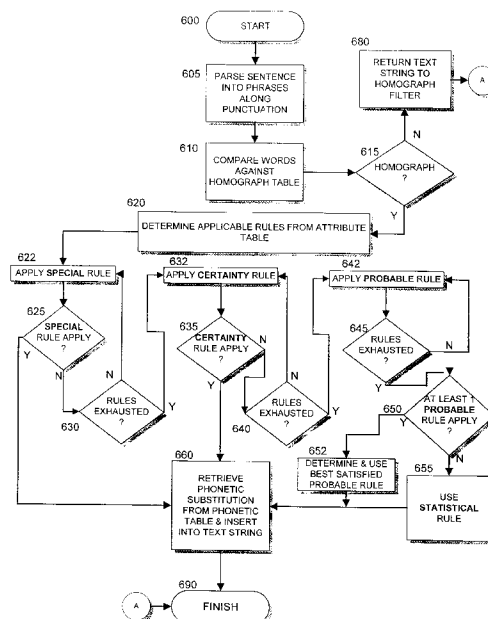 600
START
605
PARSE SENTENCE
INTO PHRASES
ALONG
PUNCTUATION
610
COMPARE WORDS
AGAINST
HOMOGRAPH TABLE
615
HOMOGRAPH
?
N
Y
680
RETURN TEXT
STRING TO
HOMOGRAPH
FILTER
A
620
DETERMINE APPLICABLE RULES FROM ATTRIBUTE
TABLE
622
APPLY SPECIAL RULE
625
SPECIAL
RULE APPLY
?
Y
N
630
RULES
EXHAUSTED ?
N
Y
632
APPLY CERTAINTY RULE
635
CERTAINTY
RULE APPLY
?
N
Y
640
RULES
EXHAUSTED ?
N
Y
642
APPLY PROBABLE RULE
645
RULES
EXHAUSTED ?
N
Y
650
AT LEAST 1
PROBABLE
RULE APPLY
?
Y
N
652
DETERMINE & USE
BEST SATISFIED
PROBABLE RULE
655
USE
STATISTICAL
RULE
660
RETRIEVE
PHONETIC
SUBSTITUTION
FROM PHONETIC
TABLE & INSERT
INTO TEXT STRING
690
A
FINISH